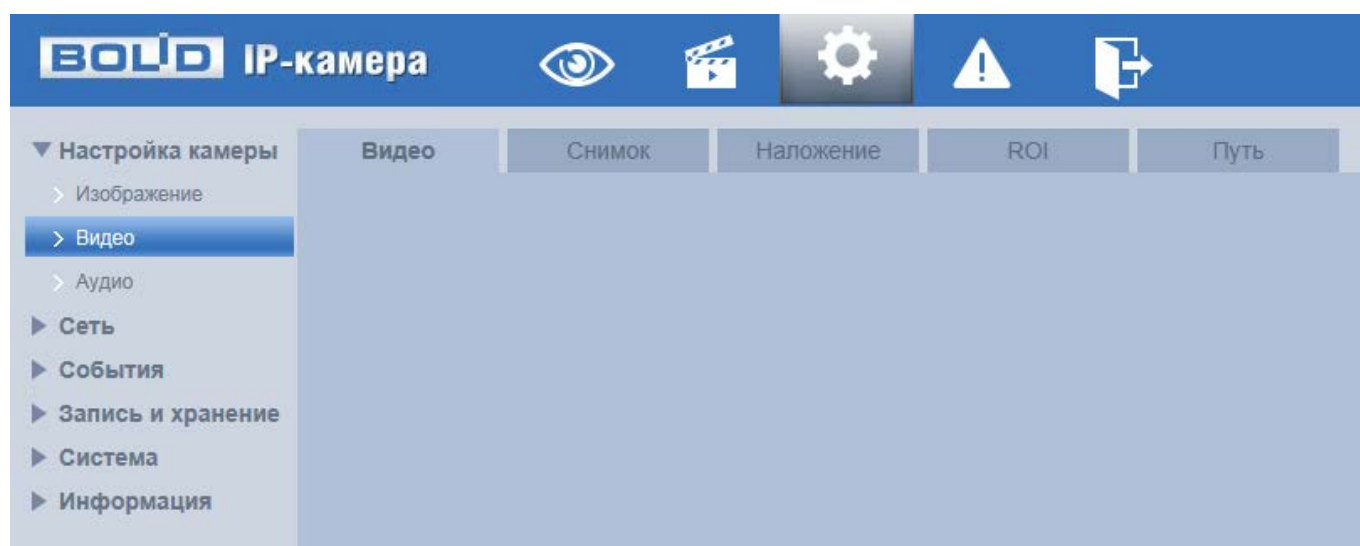 BOLID IP-камера
Настройка камеры
Видео
Снимок
Наложение
ROI
Путь
Изображение
Видео
Аудио
Сеть
События
Запись и хранение
Система
Информация